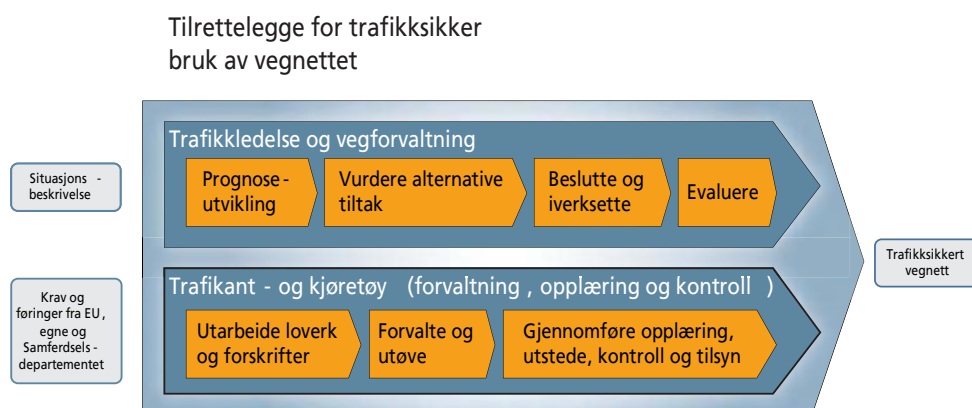 Tilrettelegge for trafikksikker
bruk av vegnettet
Trafikkledelse og vegforvaltning
Situasjons -
beskrivelse
Prognose-
utvikling
Vurdere alternative
tiltak
Beslutte og
iverksette
Evaluere
Trafikksikkert
vegnett
Trafikant - og kjøretøy (forvaltning , opplæring og kontroll )
Krav og
føringer fra EU ,
egne og
Samferdsels -
departementet
Utarbeide loverk
og forskrifter
Forvalte og
utøve
Gjennomføre opplæring,
utstede, kontroll og tilsyn